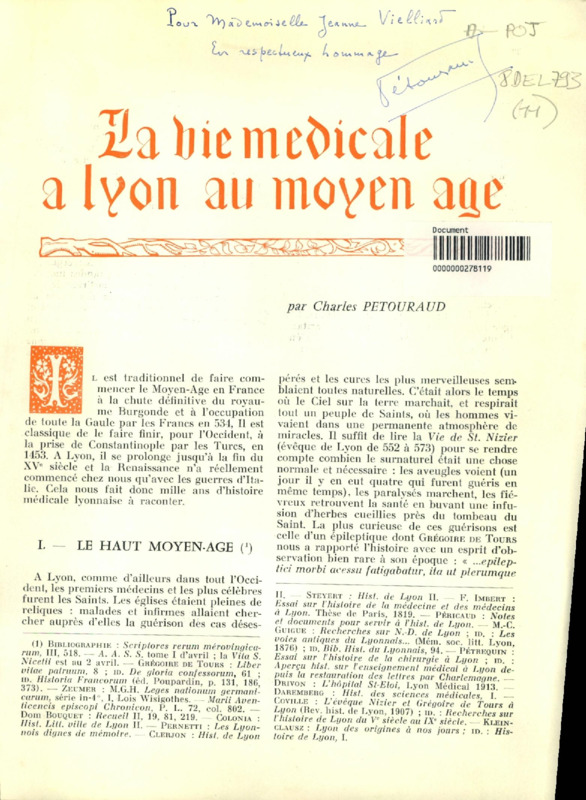 Pour Mademoiselle Jeanne Vielliard
En respectueux hommage
Pétouraud
POJ
8 DEL 793
(11)
La vie medicale
a lyon au moyen age
Document
0000000278119
par Charles PETOURAUD
IL est traditionnel de faire com-
mencer le Moyen-Age en France
à la chute définitive du royau-
me Burgonde et à l'occupation
de toute la Gaule par les Francs en 534. Il est
classique de le faire finir, pour l'Occident, à
la prise de Constantinople par les Turcs, en
1453. A Lyon, il se prolonge jusqu'à la fin du
XVe siècle et la Renaissance n'a réellement
commencé chez nous qu'avec les guerres d'Ita-
lie. Cela nous fait donc mille ans d'histoire
médicale lyonnaise à raconter.
I. — LE HAUT MOYEN-AGE (1)
A Lyon, comme d'ailleurs dans tout l'Occi-
dent, les premiers médecins et les plus célèbres
furent les Saints. Les églises étaient pleines de
reliques : malades et infirmes allaient cher-
cher auprès d'elles la guérison des cas déses-
pérés et les cures les plus merveilleuses sem-
blaient toutes naturelles. C'était alors le temps
où le Ciel sur la terre marchait, et respirait
tout un peuple de Saints, où les hommes vi-
vaient dans une permanente atmosphère de
miracles. Il suffit de lire la Vie de St. Nizier
(évêque de Lyon de 552 à 573) pour se rendre
compte combien le surnaturel était une chose
normale et nécessaire : les aveugles voient (un
jour il y en eut quatre qui furent guéris en
même temps), les paralysés marchent, les fié-
vreux retrouvent la santé en buvant une infu-
sion d'herbes cueillies près du tombeau du
Saint. La plus curieuse de ces guérisons est
celle d'un épileptique dont GRÉGOIRE DE TOURS
nous a rapporté l'histoire avec un esprit d'ob-
servation bien rare à son époque : « ...epilep-
tici morbi acessu fatigabatur, ita ut plerumque
(1) BIBLIOGRAPHIE : Scriptores rerum mérovingica-
rum, III, 518. — A. A. S. S. tome I d'avril ; la Vita S.
Nicetii est au 2 avril. — GRÉGOIRE DE TOURS : Liber
vitae patrum, 8 ; ID. De gloria confessorum, 61 ;
ID. Historia Francorum (éd. Poupardin, p. 131, 186,
373). — ZEUMER : M.G.H. Leges nationum germani-
carum, série in-4°, I, Lois Wisigothes. — Marii Aven-
ticencis episcopi Chronicon, P. L. 72, col. 802. —
Dom BOUQUET : Recueil II, 19, 81, 219. — COLONIA :
Hist. Litt. ville de Lyon II. — PERNETTI : Les Lyon-
nois dignes de mémoire. — CLERJON : Hist. de Lyon
II. — STEYERT : Hist. de Lyon II. — F. IMBERT :
Essai sur l'histoire de la médecine et des médecins
à Lyon. Thèse de Paris, 1819. — PÉRICAUD : Notes
et documents pour servir à l'hist. de Lyon. — M.-C.
GUIGUE : Recherches sur N.-D. de Lyon ; ID. : Les
voies antiques du Lyonnais... (Mém. soc. litt. Lyon,
1876) ; ID. Bib. Hist. du Lyonnais, 94. — PÉTREQUIN :
Essai sur l'histoire de la chirurgie à Lyon ; ID. :
Aperçu hist. sur l'enseignement médical à Lyon de-
puis la restauration des lettres par Charlemagne. —
DRIVON : L'hôpital St-Eloi, Lyon Médical 1913. —
DAREMBERG : Hist. des sciences médicales, I. —
COVILLE : L'évêque Nizier et Grégoire de Tours à
Lyon (Rev. hist. de Lyon, 1907) ; ID. : Recherches sur
l'histoire de Lyon du Ve siècle au IXe siècle. — KLEIN-
CLAUSZ : Lyon des origines à nos jours ; ID. : His-
toire de Lyon, I.